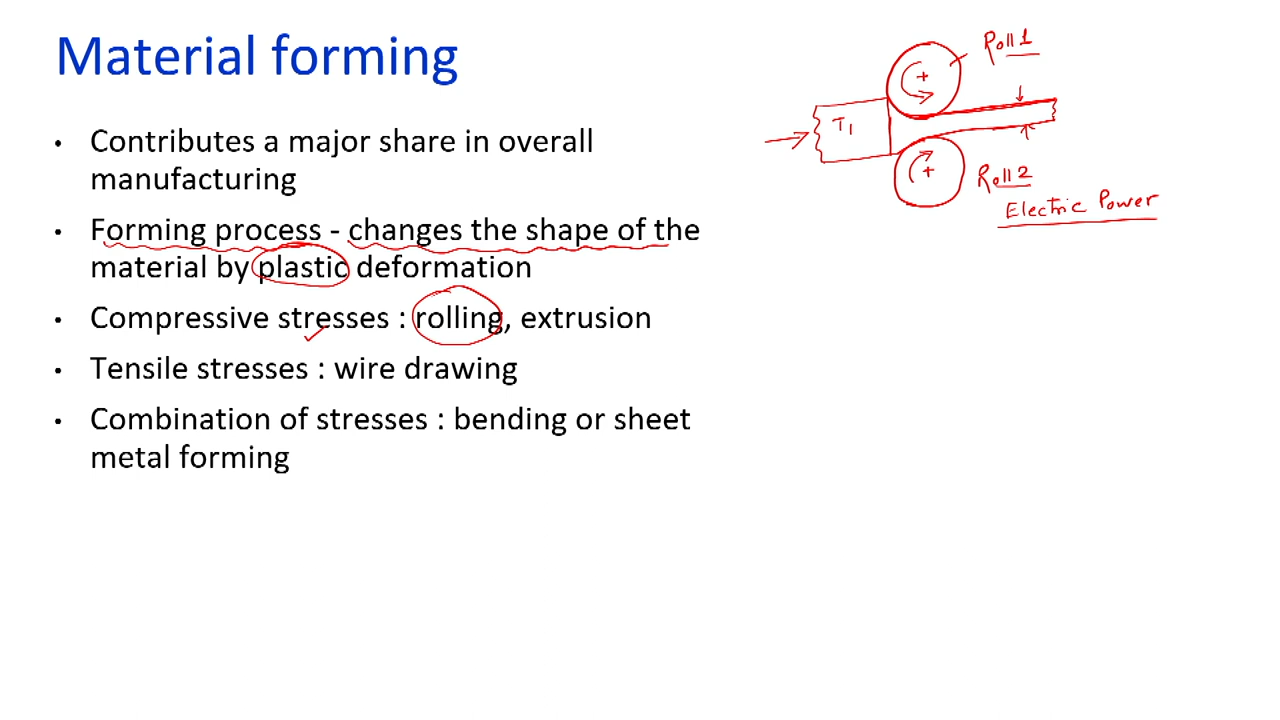 Material forming
• Contributes a major share in overall
manufacturing
• Forming process - changes the shape of the
material by plastic deformation
• Compressive stresses : rolling, extrusion
• Tensile stresses : wire drawing
• Combination of stresses : bending or sheet
metal forming
Roll 1
T1
Roll 2
Electric Power